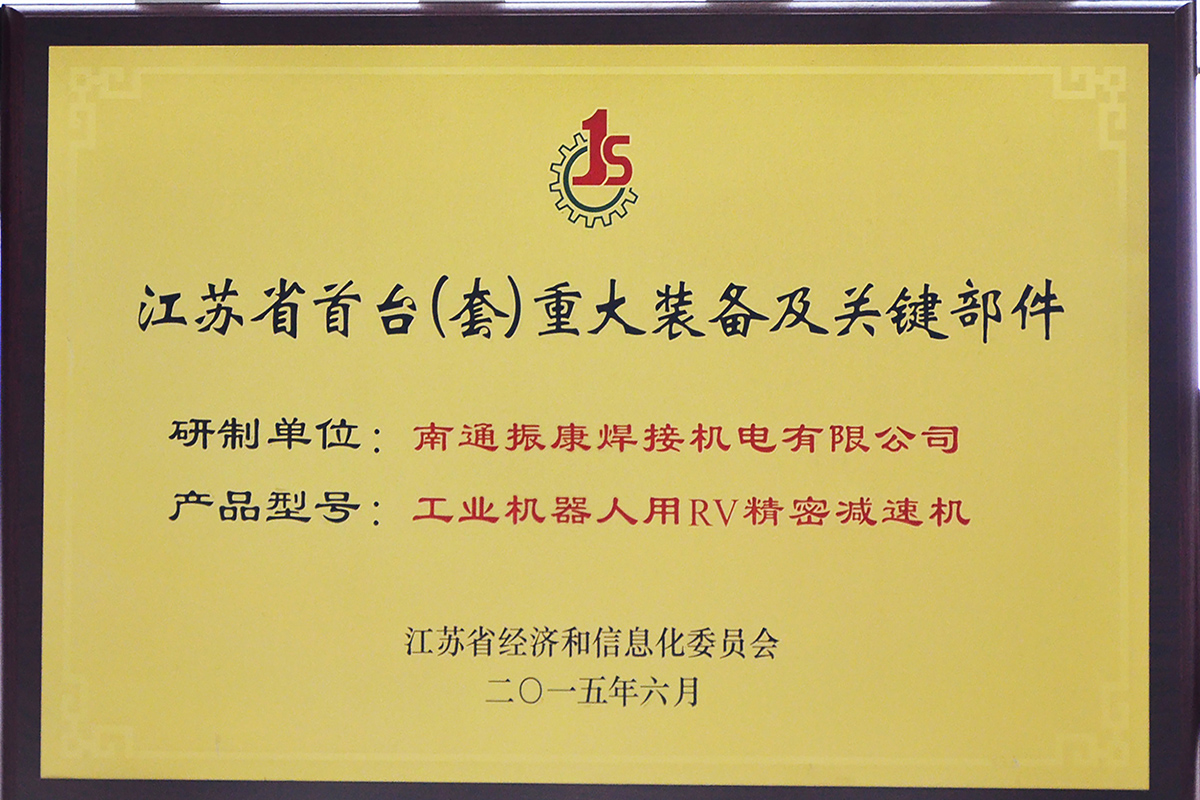 JS
江苏省首台(套)重大装备及关键部件
研制单位：南通振康焊接机电有限公司
产品型号：工业机器人用RV精密减速机
江苏省经济和信息化委员会
二〇一五年六月